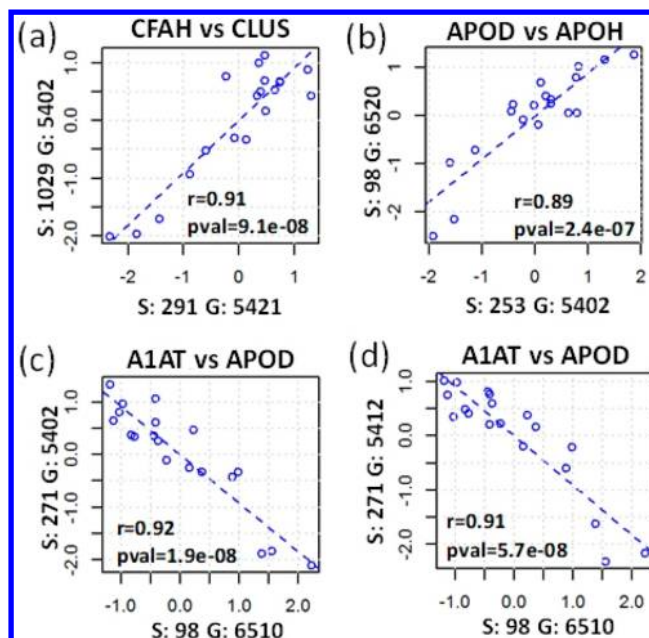 (a) CFAH vs CLUS
S: 1029 G: 5402
1.0
0.0
-1.0
-2.0
r=0.91
pval=9.1e-08
-2 -1 0 1
S: 291 G: 5421
(b) APOD vs APOH
S: 98 G: 6520
1
0
-1
-2
r=0.89
pval=2.4e-07
-2 -1 0 1 2
S: 253 G: 5402
(c) A1AT vs APOD
S: 271 G: 5402
1.0
0.0
-1.0
-2.0
r=0.92
pval=1.9e-08
-1.0 0.0 1.0 2.0
S: 98 G: 6510
(d) A1AT vs APOD
S: 271 G: 5412
1.0
0.0
-1.0
-2.0
r=0.91
pval=5.7e-08
-1.0 0.0 1.0 2.0
S: 98 G: 6510